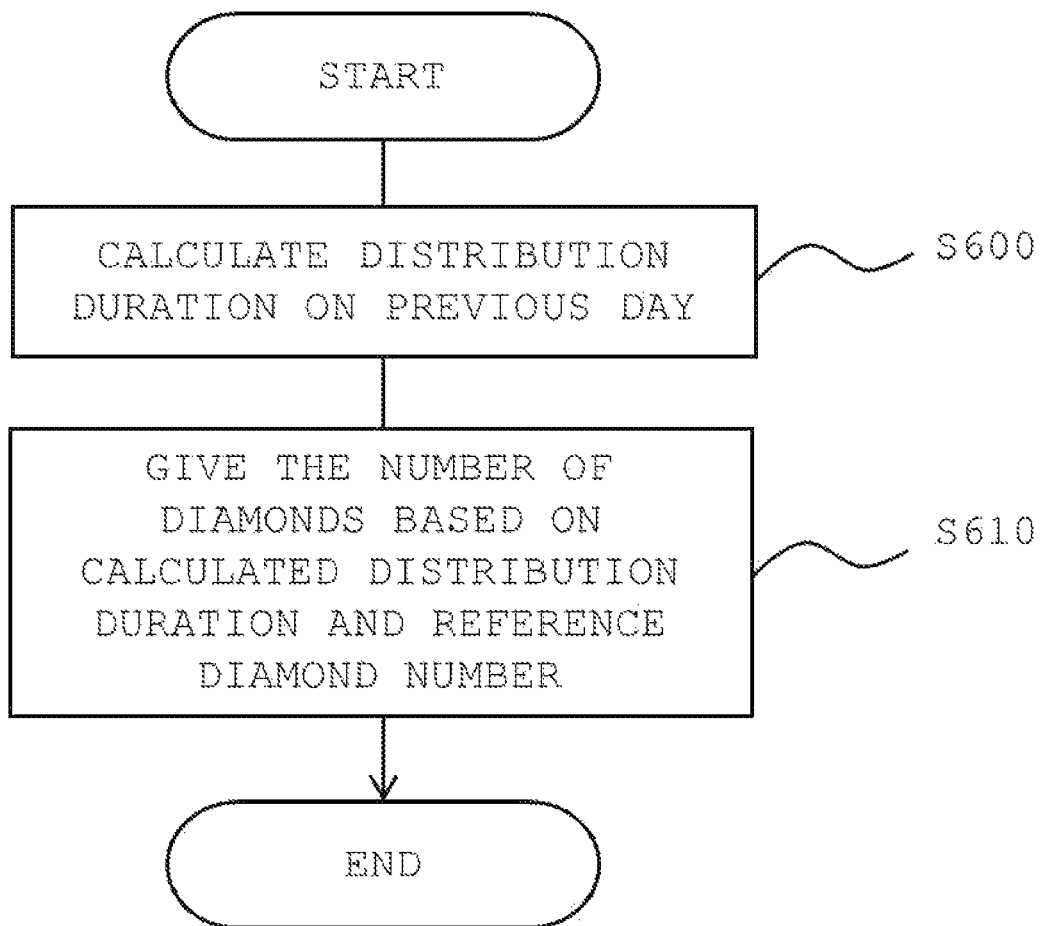 START
CALCULATE DISTRIBUTION
DURATION ON PREVIOUS DAY
S600
GIVE THE NUMBER OF
DIAMONDS BASED ON
CALCULATED DISTRIBUTION
DURATION AND REFERENCE
DIAMOND NUMBER
S610
END